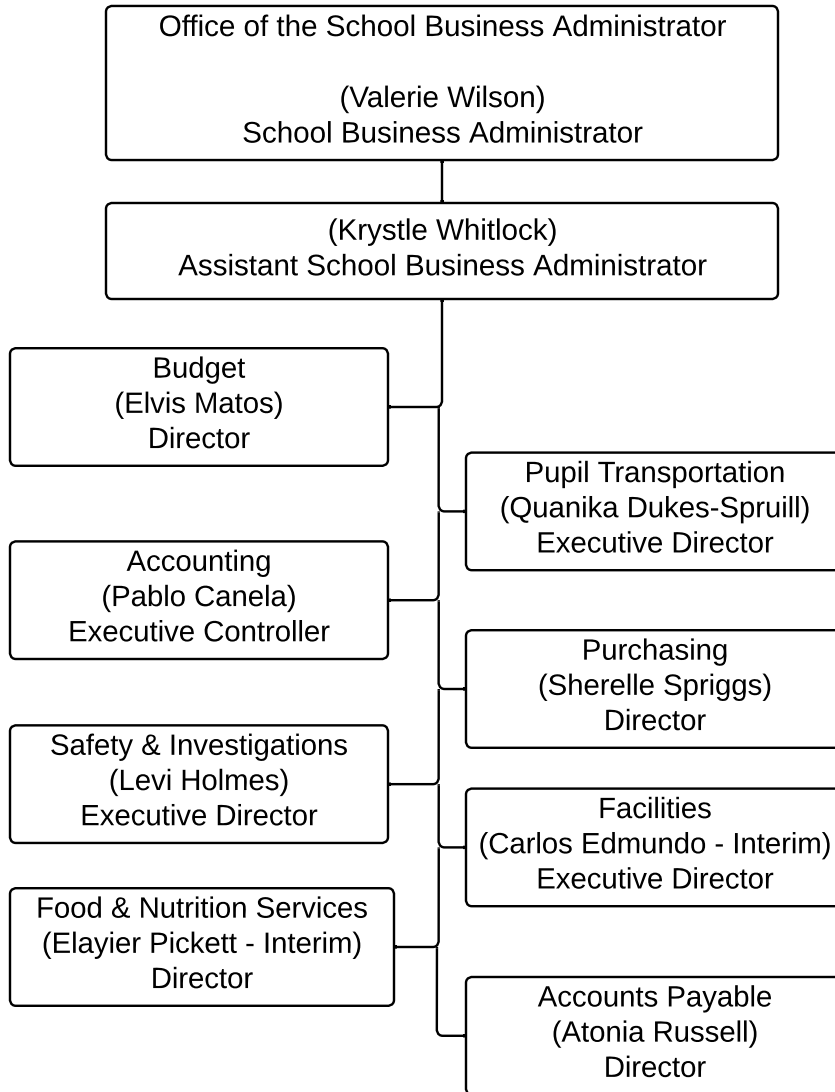 Office of the School Business Administrator
(Valerie Wilson)
School Business Administrator
(Krystle Whitlock)
Assistant School Business Administrator
Budget
(Elvis Matos)
Director
Pupil Transportation
(Quanika Dukes-Spruill)
Executive Director
Accounting
(Pablo Canela)
Executive Controller
Purchasing
(Sherelle Spriggs)
Director
Safety & Investigations
(Levi Holmes)
Executive Director
Facilities
(Carlos Edmundo - Interim)
Executive Director
Food & Nutrition Services
(Elayier Pickett - Interim)
Director
Accounts Payable
(Atonia Russell)
Director